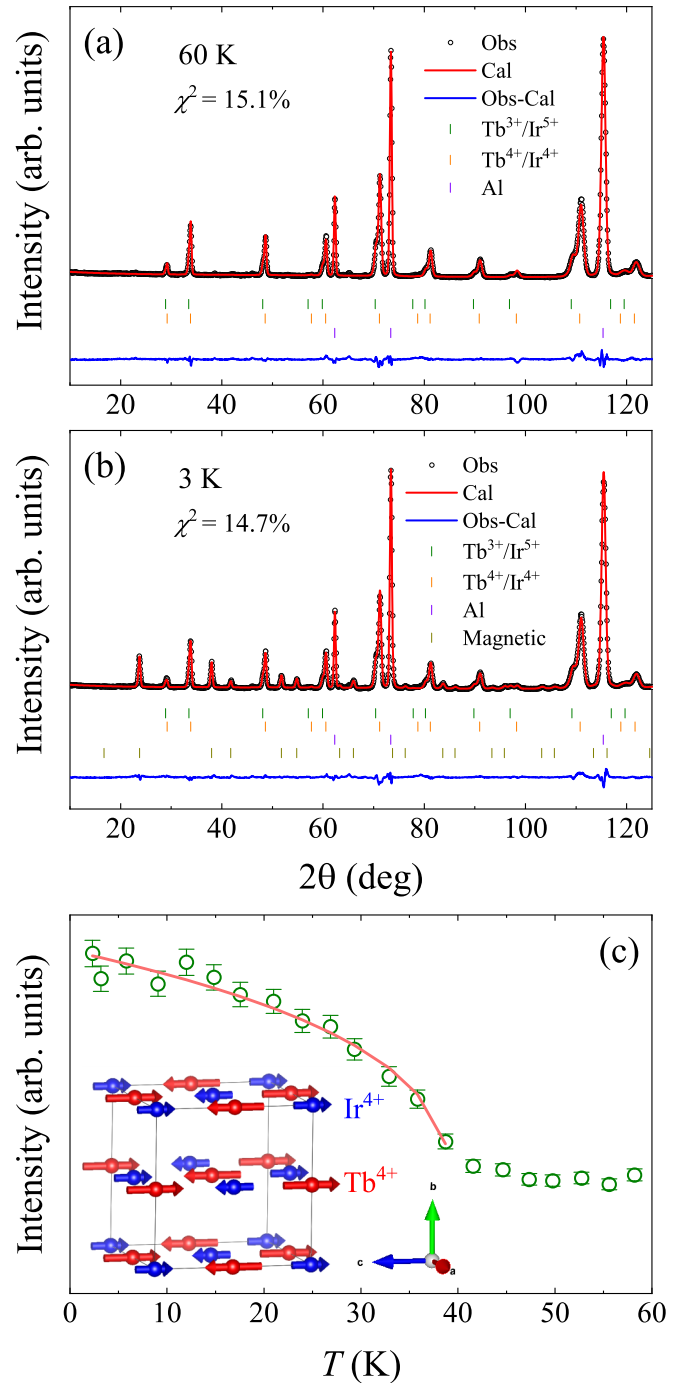 (a)
60 K
χ² = 15.1%
Obs
Cal
Obs-Cal
Tb³⁺/Ir⁵⁺
Tb⁴⁺/Ir⁴⁺
Al
Intensity (arb. units)
20 40 60 80 100 120
(b)
3 K
χ² = 14.7%
Obs
Cal
Obs-Cal
Tb³⁺/Ir⁵⁺
Tb⁴⁺/Ir⁴⁺
Al
Magnetic
Intensity (arb. units)
20 40 60 80 100 120
2θ (deg)
(c)
Intensity (arb. units)
Ir⁴⁺
Tb⁴⁺
b
c
a
0 10 20 30 40 50 60
T (K)